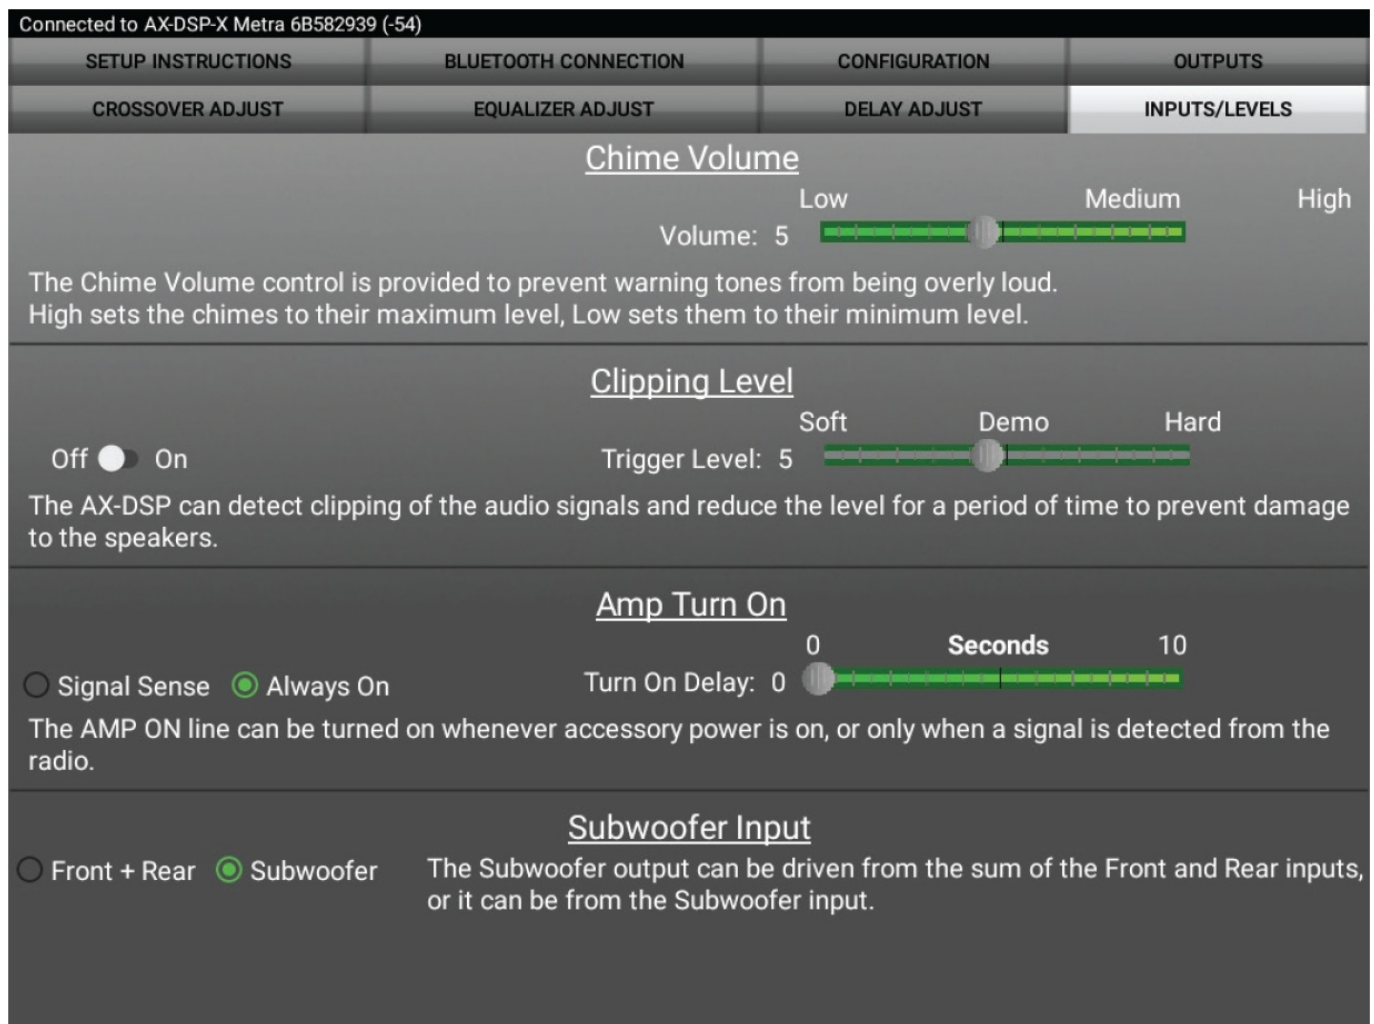 Connected to AX-DSP-X Metra 6B582939 (-54)
SETUP INSTRUCTIONS BLUETOOTH CONNECTION CONFIGURATION OUTPUTS
CROSSOVER ADJUST EQUALIZER ADJUST DELAY ADJUST INPUTS/LEVELS
Chime Volume
Low Medium High
Volume: 5
The Chime Volume control is provided to prevent warning tones from being overly loud.
High sets the chimes to their maximum level, Low sets them to their minimum level.
Clipping Level
Soft Demo Hard
Off On Trigger Level: 5
The AX-DSP can detect clipping of the audio signals and reduce the level for a period of time to prevent damage
to the speakers.
Amp Turn On
0 Seconds 10
Signal Sense Always On Turn On Delay: 0
The AMP ON line can be turned on whenever accessory power is on, or only when a signal is detected from the
radio.
Subwoofer Input
Front + Rear Subwoofer The Subwoofer output can be driven from the sum of the Front and Rear inputs,
or it can be from the Subwoofer input.